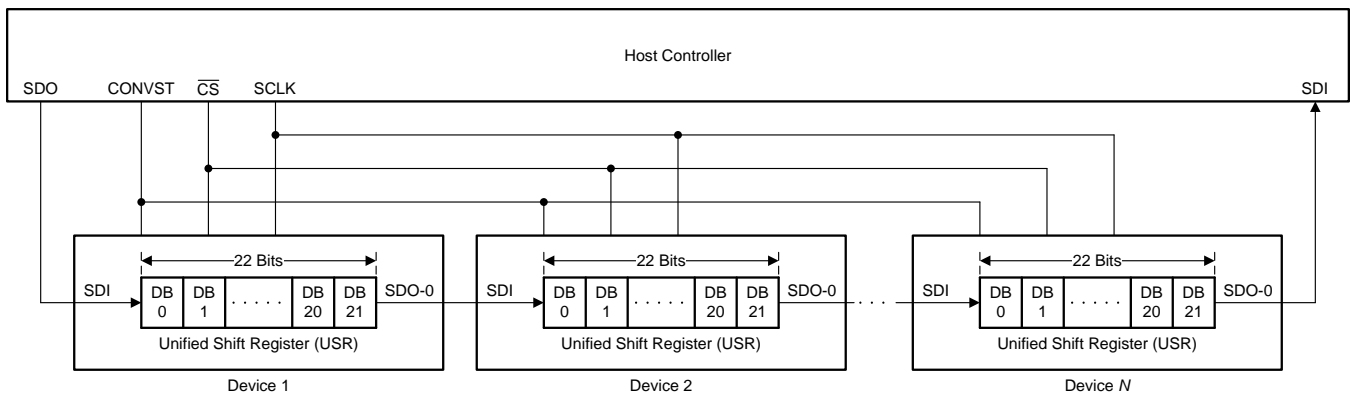 Host Controller
SDO CONVST CS SCLK SDI
22 Bits 22 Bits 22 Bits
SDI DB 0 DB 1 · · · · · DB 20 DB 21 SDO-0 SDI DB 0 DB 1 · · · · · DB 20 DB 21 SDO-0 · · · · SDI DB 0 DB 1 · · · · · DB 20 DB 21 SDO-0
Unified Shift Register (USR) Unified Shift Register (USR) Unified Shift Register (USR)
Device 1 Device 2 Device N